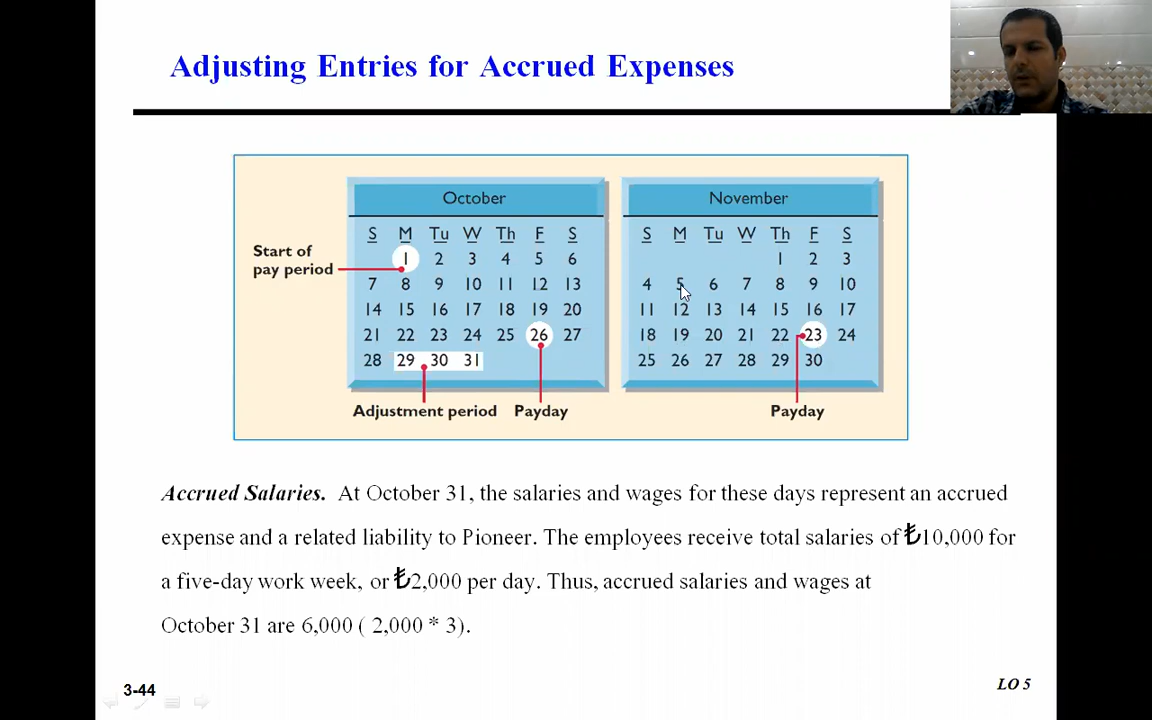 Adjusting Entries for Accrued Expenses
October
S M Tu W Th F S
1 2 3 4 5 6
7 8 9 10 11 12 13
14 15 16 17 18 19 20
21 22 23 24 25 26 27
28 29 30 31
November
S M Tu W Th F S
1 2 3
4 5 6 7 8 9 10
11 12 13 14 15 16 17
18 19 20 21 22 23 24
25 26 27 28 29 30
Start of
pay period
Adjustment period
Payday
Payday
Accrued Salaries. At October 31, the salaries and wages for these days represent an accrued
expense and a related liability to Pioneer. The employees receive total salaries of ₺10,000 for
a five-day work week, or ₺2,000 per day. Thus, accrued salaries and wages at
October 31 are 6,000 ( 2,000 * 3).
3-44
LO 5